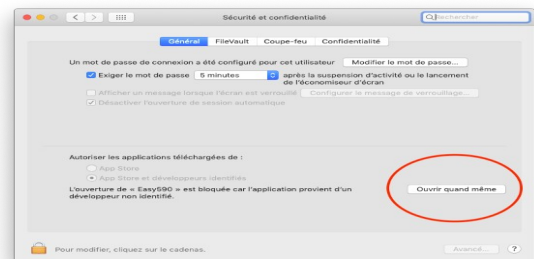 Sécurité et confidentialité
Rechercher
Général FileVault Coupe-feu Confidentialité
Un mot de passe de connexion a été configuré pour cet utilisateur Modifier le mot de passe...
Exiger le mot de passe 5 minutes après la suspension d'activité ou le lancement
de l'économiseur d'écran
Afficher un message lorsque l'écran est verrouillé Configurer le message de verrouillage...
Désactiver l'ouverture de session automatique
Autoriser les applications téléchargées de :
App Store
App Store et développeurs identifiés
L'ouverture de « Easy590 » est bloquée car l'application provient d'un Ouvrir quand même
développeur non identifié.
Pour modifier, cliquez sur le cadenas. Avancé... ?